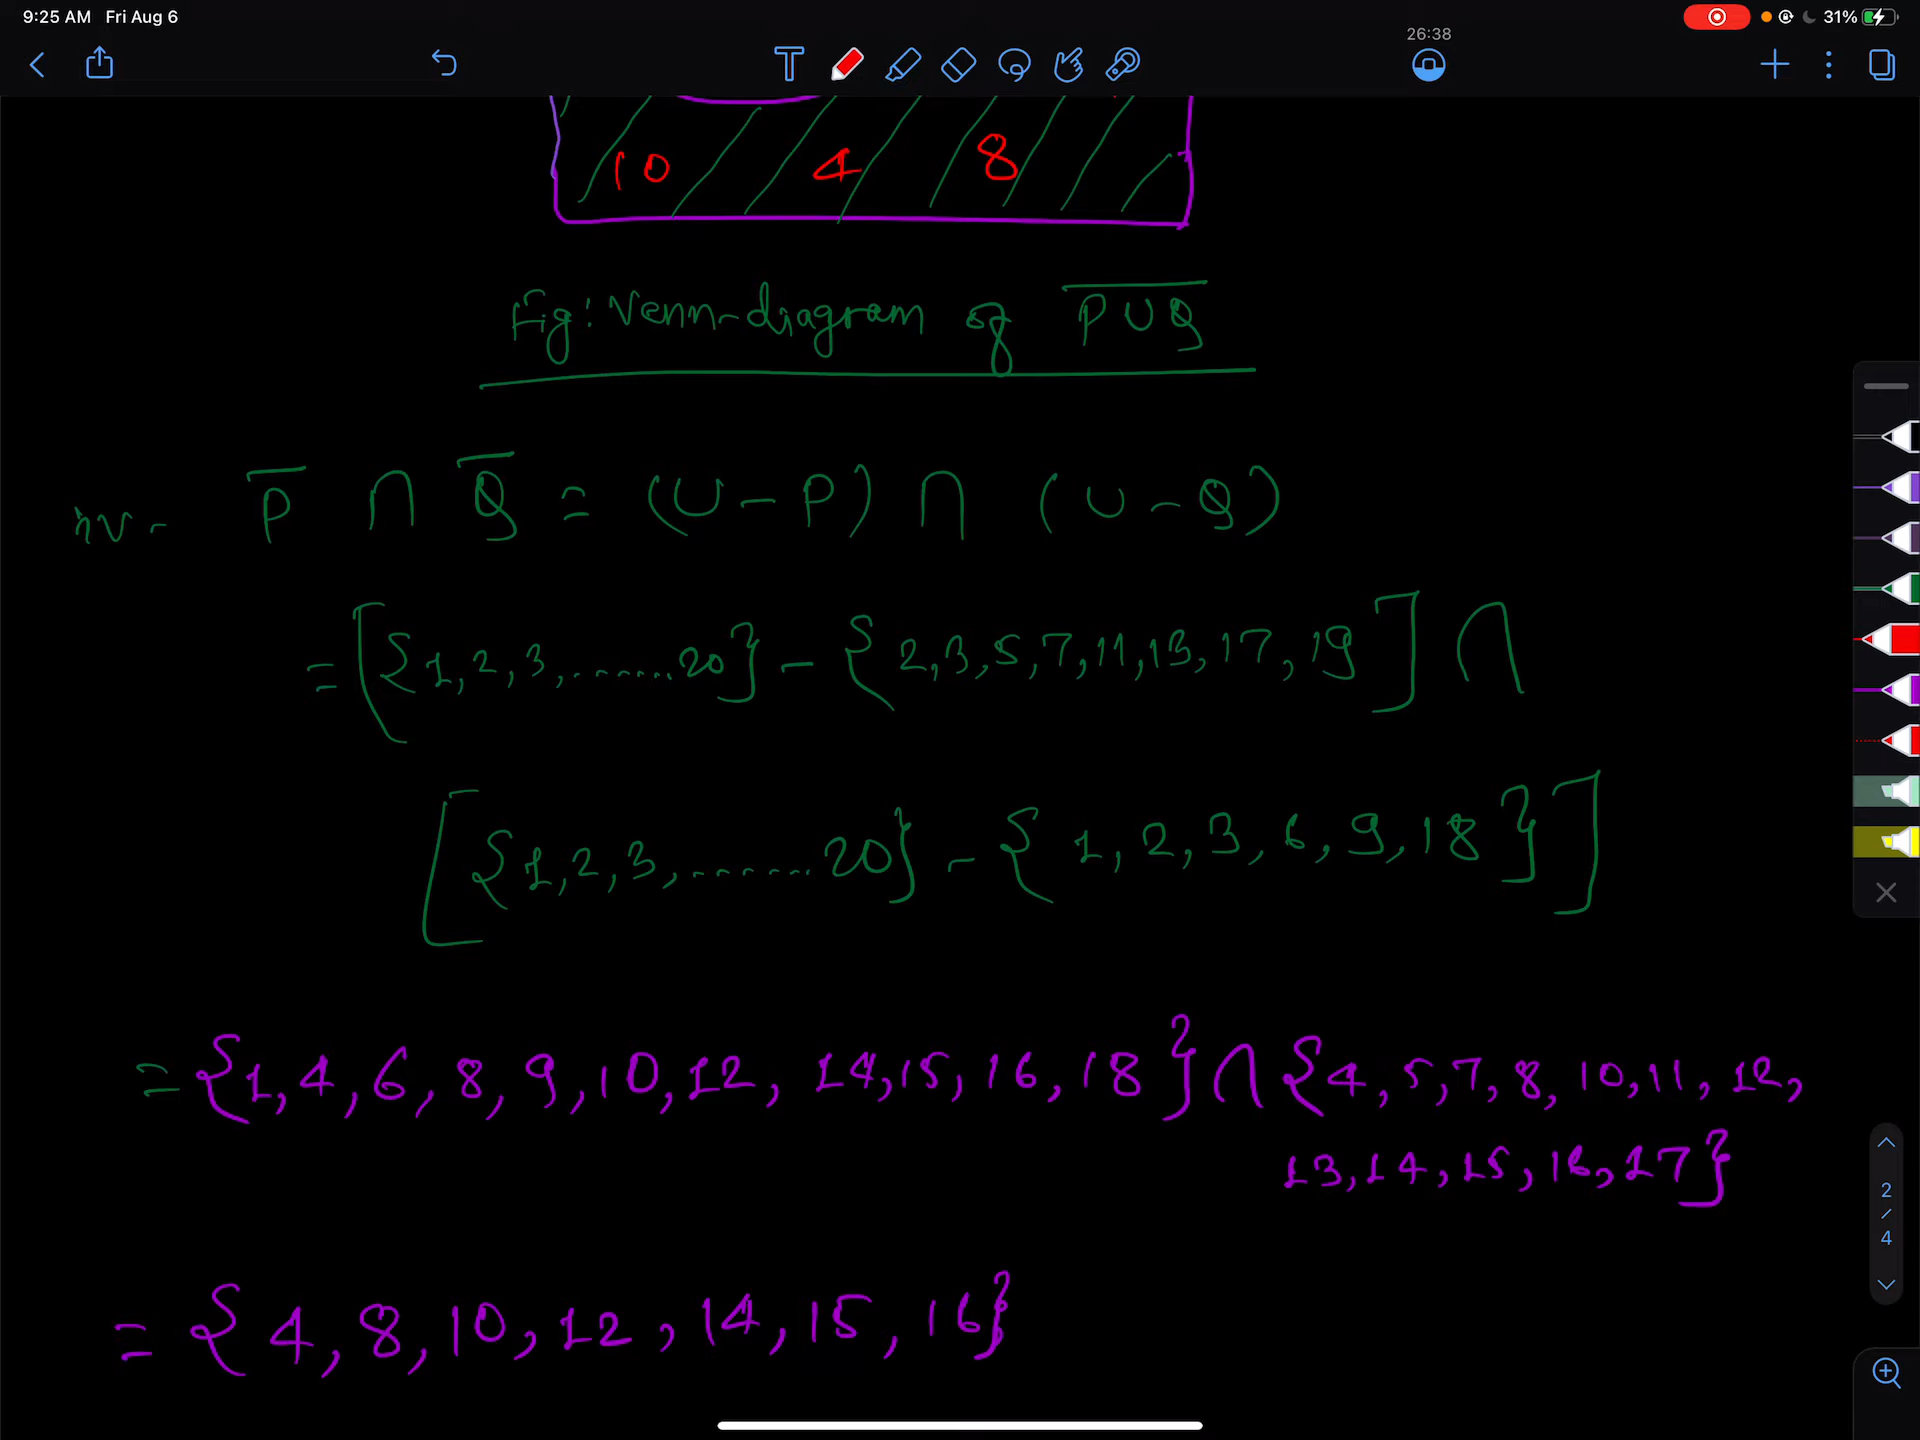 9:25 AM Fri Aug 6
31%
26:38
10 4 8
Fig: Venn-diagram of P̅ ̅U̅ ̅Q̅
iv- P̅ ∩ Q̅ = (U-P) ∩ (U-Q)
= [{1,2,3,......20} - {2,3,5,7,11,13,17,19] ∩
[{1,2,3,.......20} - {1,2,3,6,9,18}]
= {1,4,6,8,9,10,12, 14,15,16,18} ∩ {4,5,7,8,10,11,12,
13,14,15,16,17}
= {4,8,10,12,14,15,16}
2
/
4